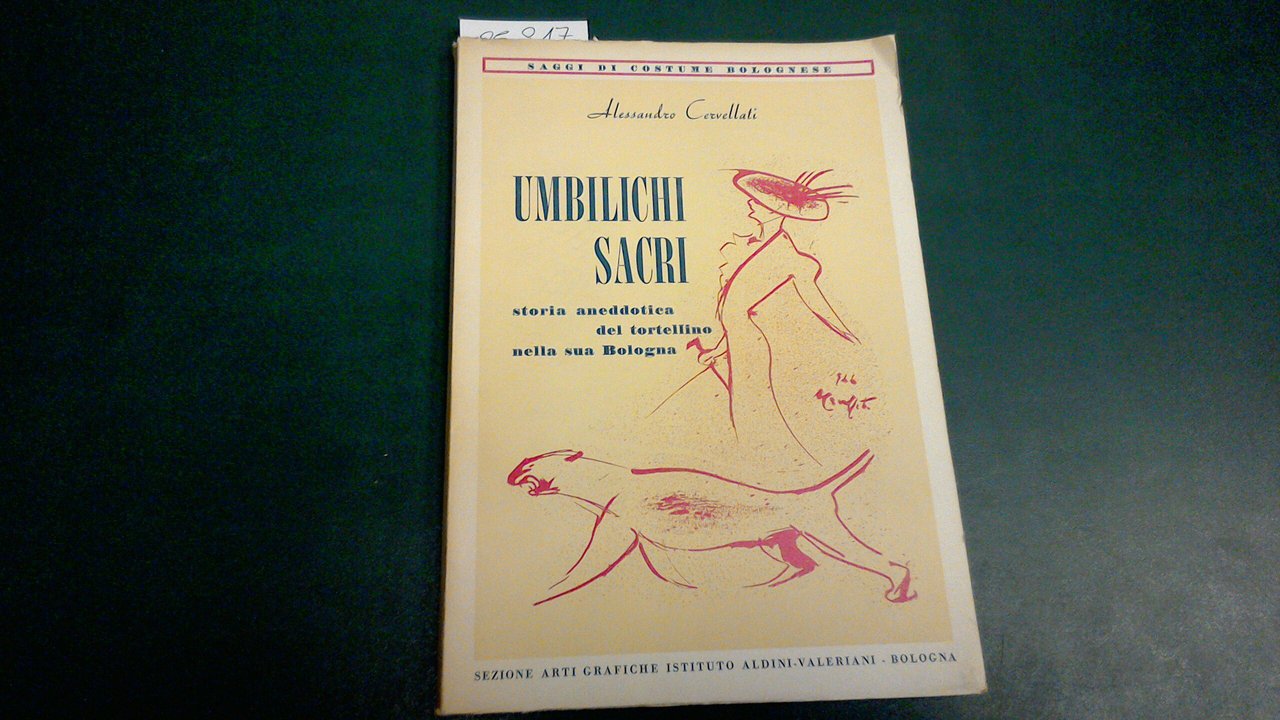 SAGGI DI COSTUME BOLOGNESE
Alessandro Cervellati
UMBILICHI
SACRI
storia aneddotica
del tortellino
nella sua Bologna
SEZIONE ARTI GRAFICHE ISTITUTO ALDINI-VALERIANI - BOLOGNA